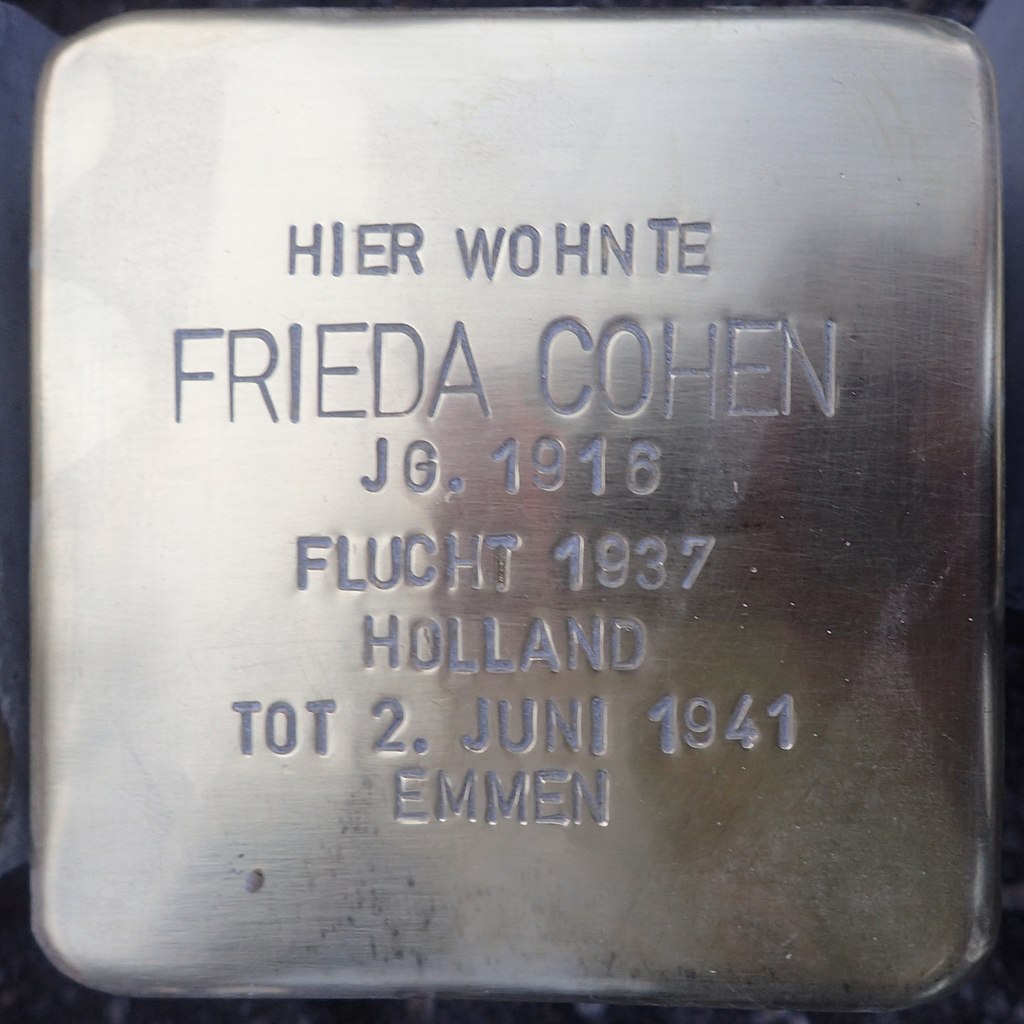 HIER WOHNTE
FRIEDA COHEN
JG. 1916
FLUCHT 1937
HOLLAND
TOT 2. JUNI 1941
EMMEN